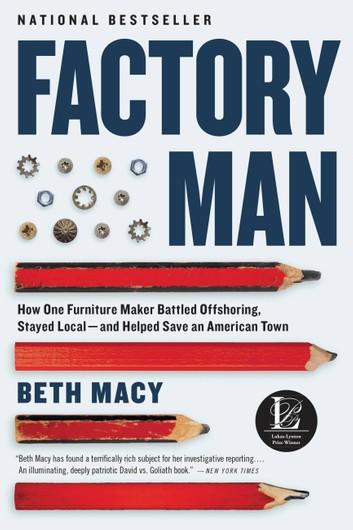 NATIONAL BESTSELLER
FACTORY
MAN
How One Furniture Maker Battled Offshoring,
Stayed Local—and Helped Save an American Town
BETH MACY
LP
Lukas-Lynton
Prize Winner
"Beth Macy has found a terrifically rich subject for her investigative reporting....
An illuminating, deeply patriotic David vs. Goliath book." —NEW YORK TIMES